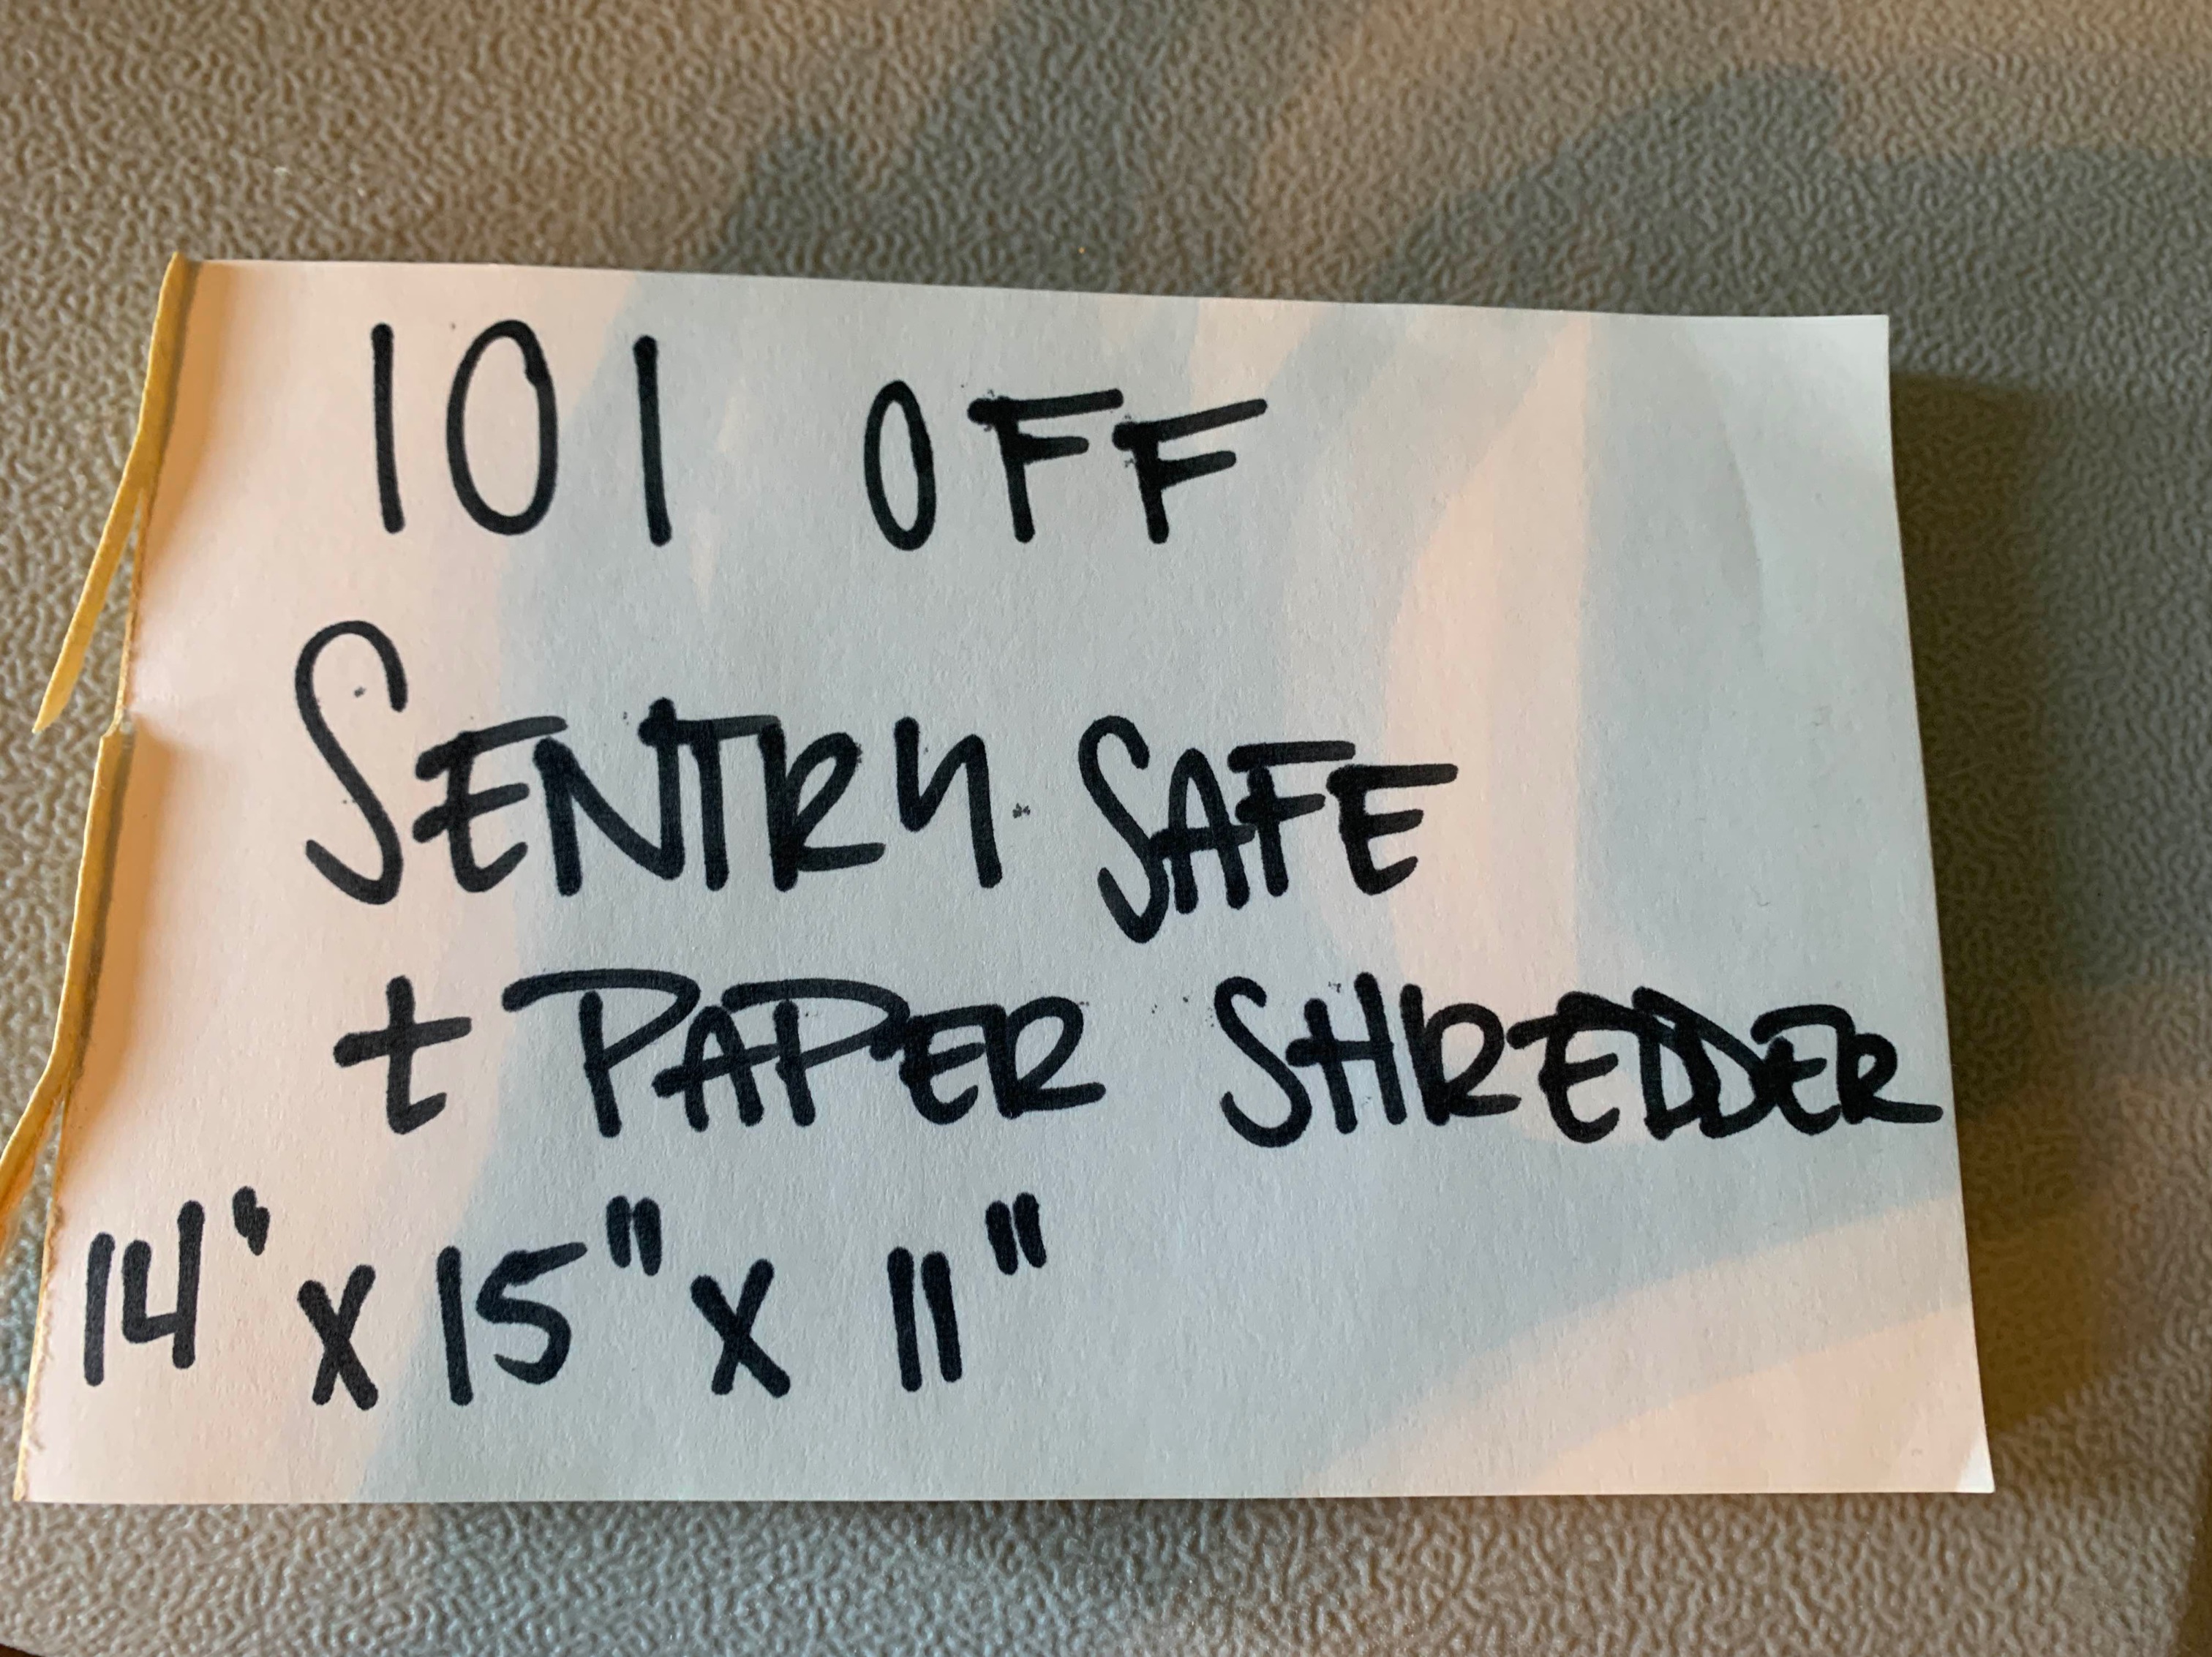 101 OFF
SENTRY SAFE
+ PAPER SHREDDER
14" x 15" x 11"